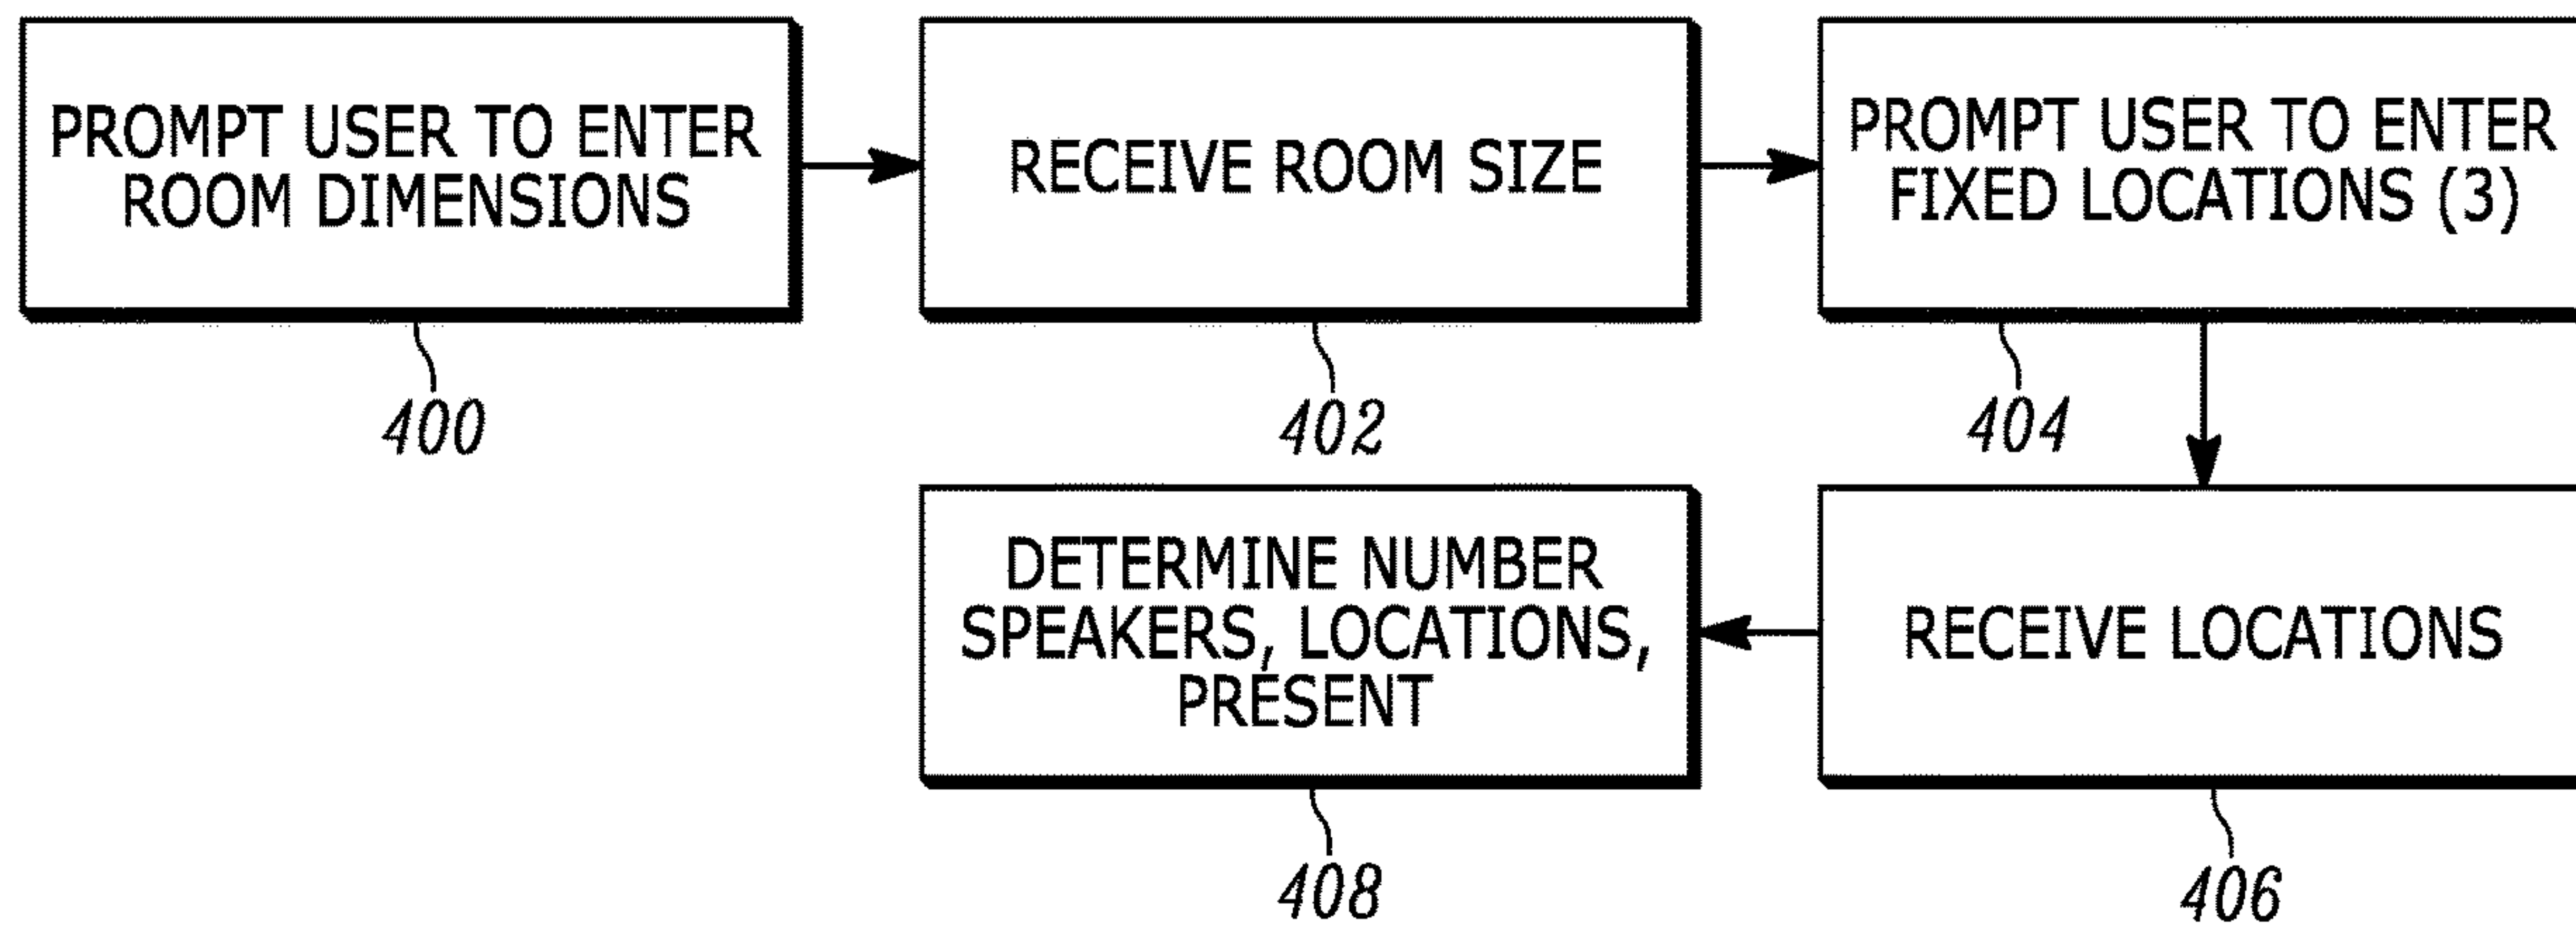 PROMPT USER TO ENTER
ROOM DIMENSIONS
400
RECEIVE ROOM SIZE
402
PROMPT USER TO ENTER
FIXED LOCATIONS (3)
404
RECEIVE LOCATIONS
406
DETERMINE NUMBER
SPEAKERS, LOCATIONS,
PRESENT
408